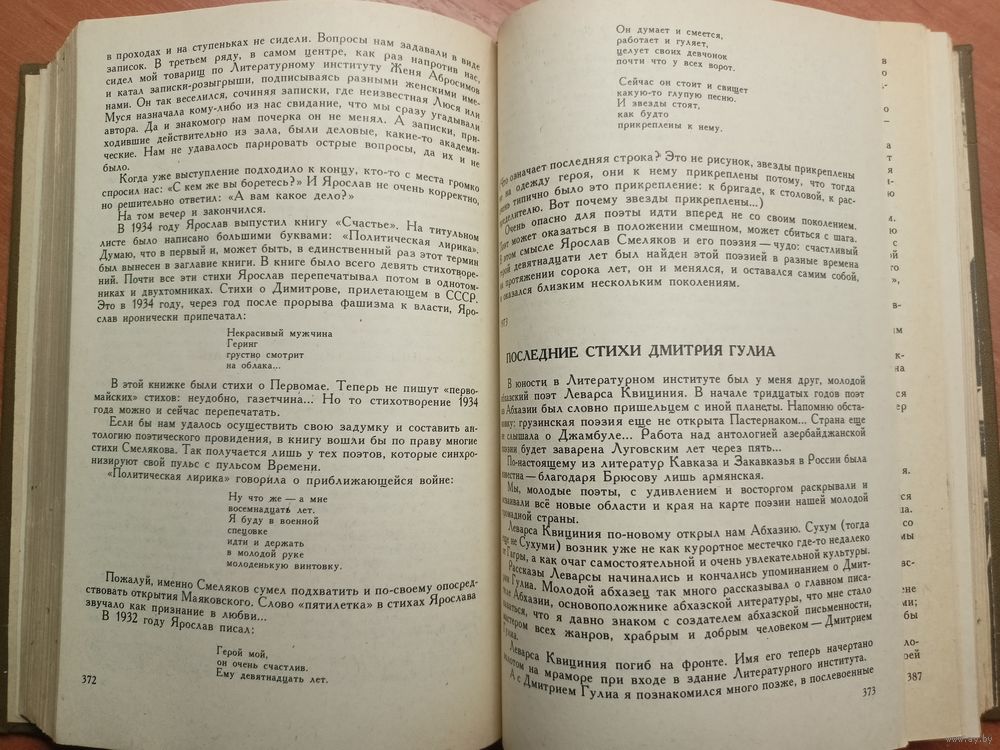 в проходах и на ступеньках не сидели. Вопросы нам задавали в виде
записок. В третьем ряду, в самом центре, как раз напротив нас,
сидел мой товарищ по Литературному институту Женя Абросимов
и катал записки-розыгрыши, подписываясь разными женскими име-
нами. Он так веселился, сочиняя записки, где неизвестная Люся или
Муся назначала кому-либо из нас свидание, что мы сразу угадывали
автора. Да и знакомого нам почерка он не менял. А записки, при-
ходившие действительно из зала, были деловые, какие-то академи-
ческие. Нам не удавалось парировать острые вопросы, да их и не
было.
Когда уже выступление подходило к концу, кто-то с места громко
спросил нас: «С кем же вы боретесь?» И Ярослав не очень корректно,
но решительно ответил: «А вам какое дело?»
На том вечер и закончился.
В 1934 году Ярослав выпустил книгу «Счастье». На титульном
листе было написано большими буквами: «Политическая лирика».
Думаю, что в первый и, может быть, в единственный раз этот термин
был вынесен в заглавие книги. В книге было всего девять стихотворе-
ний. Почти все эти стихи Ярослав перепечатывал потом в однотом-
никах и двухтомниках. Стихи о Димитрове, прилетающем в СССР.
Это в 1934 году, через год после прорыва фашизма к власти, Яро-
слав иронически припечатал:
Некрасивый мужчина
Геринг
грустно смотрит
на облака...
В этой книжке были стихи о Первомае. Теперь не пишут «перво-
майских» стихов: неудобно, газетчина... Но то стихотворение 1934
года можно и сейчас перепечатать.
Если бы нам удалось осуществить свою задумку и составить ан-
тологию поэтического провидения, в книгу вошли бы по праву многие
стихи Смелякова. Так получается лишь у тех поэтов, которые синхро-
низируют свой пульс с пульсом Времени.
«Политическая лирика» говорила о приближающейся войне:
Ну что же — а мне
восемнадцать лет.
Я буду в военной
спецовке
идти и держать
в молодой руке
молоденькую винтовку.
Пожалуй, именно Смеляков сумел подхватить и по-своему опосред-
ствовать открытия Маяковского. Слово «пятилетка» в стихах Ярослава
звучало как признание в любви...
В 1932 году Ярослав писал:
Герой мой,
он очень счастлив.
Ему девятнадцать лет.
372
Он думает и смеется,
работает и гуляет,
целует своих девчонок
почти что у всех ворот.
Сейчас он стоит и свищет
какую-то глупую песню.
И звезды стоят,
как будто
прикреплены к нему.
означает последняя строка? Это не рисунок, звезды прикреплены
на одежду героя, они к нему прикреплены потому, что тогда
типично было это прикрепление: к бригаде, к столовой, к рас-
пределителю. Вот почему звезды прикреплены...)
Очень опасно для поэты идти вперед не со своим поколением.
может оказаться в положении смешном, может сбиться с шага.
этом смысле Ярослав Смеляков и его поэзия — чудо: счастливый
девятнадцати лет был найден этой поэзией в разные времена
протяжении сорока лет, он и менялся, и оставался самим собой,
оказался близким нескольким поколениям.
973
ПОСЛЕДНИЕ СТИХИ ДМИТРИЯ ГУЛИА
В юности в Литературном институте был у меня друг, молодой
абхазский поэт Леварса Квициния. В начале тридцатых годов поэт
из Абхазии был словно пришельцем с иной планеты. Напомню обста-
новку: грузинская поэзия еще не открыта Пастернаком... Страна еще
не слышала о Джамбуле... Работа над антологией азербайджанской
поэзии будет заварена Луговским лет через пять...
По-настоящему из литератур Кавказа и Закавказья в России была
известна — благодаря Брюсову лишь армянская.
Мы, молодые поэты, с удивлением и восторгом раскрывали и
всё новые области и края на карте поэзии нашей молодой
громадной страны.
Леварса Квициния по-новому открыл нам Абхазию. Сухум (тогда
еще не Сухуми) возник уже не как курортное местечко где-то недалеко
от Гагры, а как очаг самостоятельной и очень увлекательной культуры.
Рассказы Леварсы начинались и кончались упоминанием о Дмит-
рии Гулиа. Молодой абхазец так много рассказывал о главном писа-
теле Абхазии, основоположнике абхазской литературы, что мне стало
казаться, что я давно знаком с создателем абхазской письменности,
мастером всех жанров, храбрым и добрым человеком — Дмитрием
Гулиа.
Леварса Квициния погиб на фронте. Имя его теперь начертано
золотом на мраморе при входе в здание Литературного института.
А с Дмитрием Гулиа я познакомился много позже, в послевоенные
373
387
www.ay.by